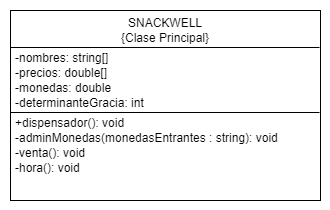 SNACKWELL
{Clase Principal}
-nombres: string[]
-precios: double[]
-monedas: double
-determinanteGracia: int
+dispensador(): void
-adminMonedas(monedasEntrantes : string): void
-venta(): void
-hora(): void